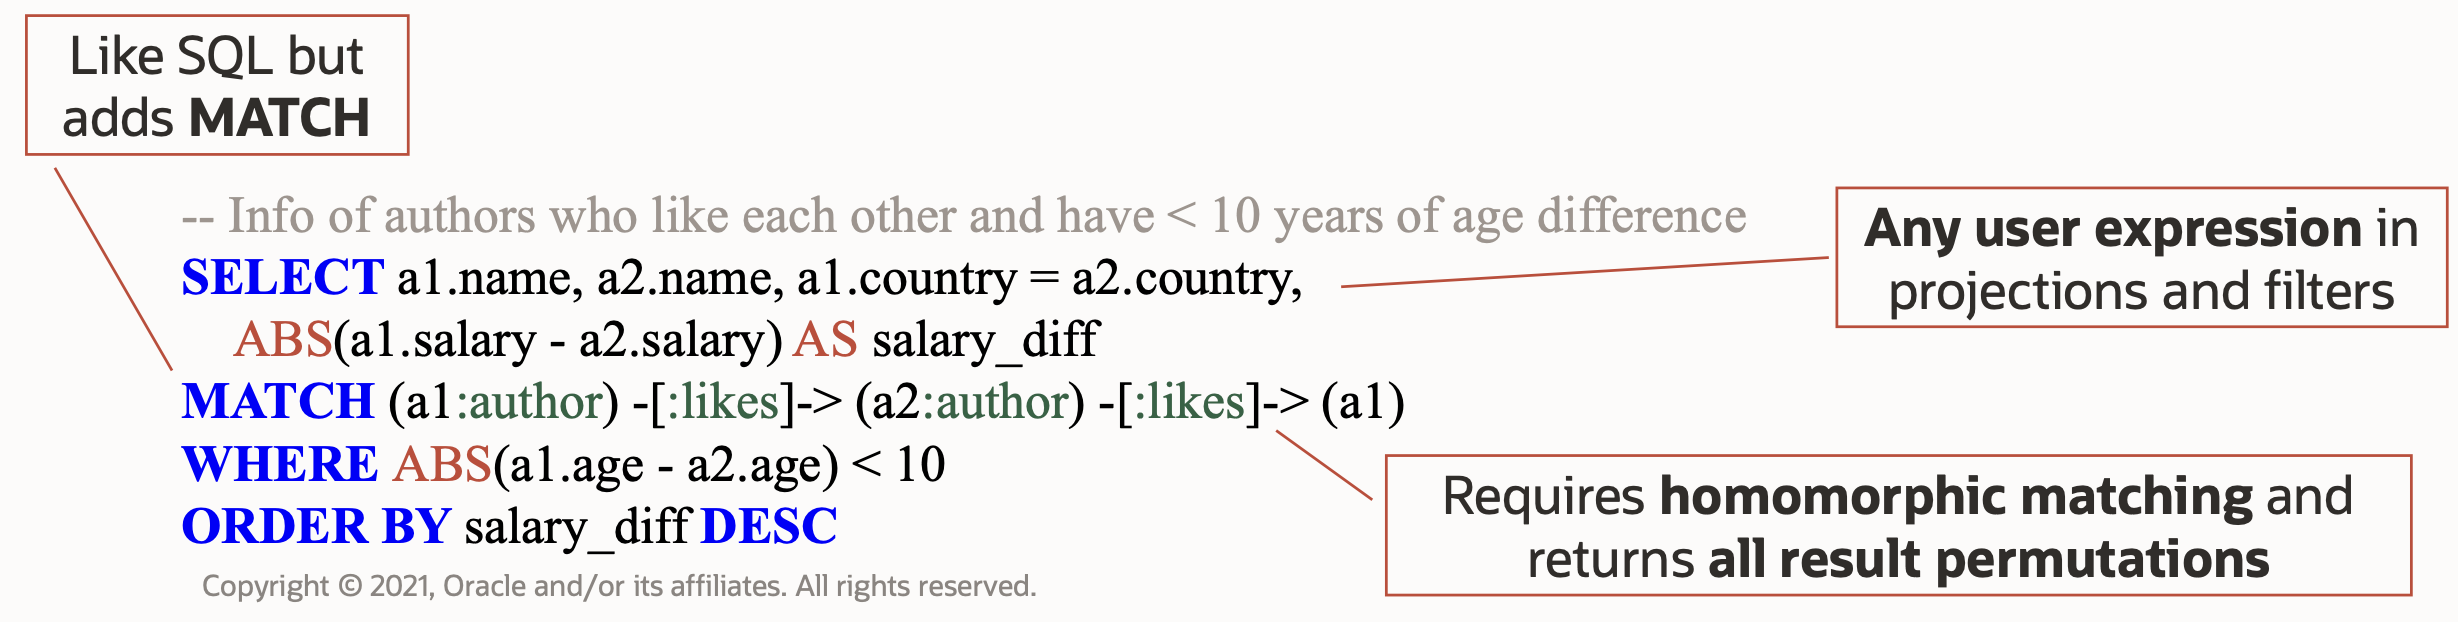 Like SQL but
adds MATCH
-- Info of authors who like each other and have < 10 years of age difference
SELECT a1.name, a2.name, a1.country = a2.country,
ABS(a1.salary - a2.salary) AS salary_diff
MATCH (a1:author) -[:likes]-> (a2:author) -[:likes]-> (a1)
WHERE ABS(a1.age - a2.age) < 10
ORDER BY salary_diff DESC
Any user expression in
projections and filters
Requires homomorphic matching and
returns all result permutations
Copyright © 2021, Oracle and/or its affiliates. All rights reserved.